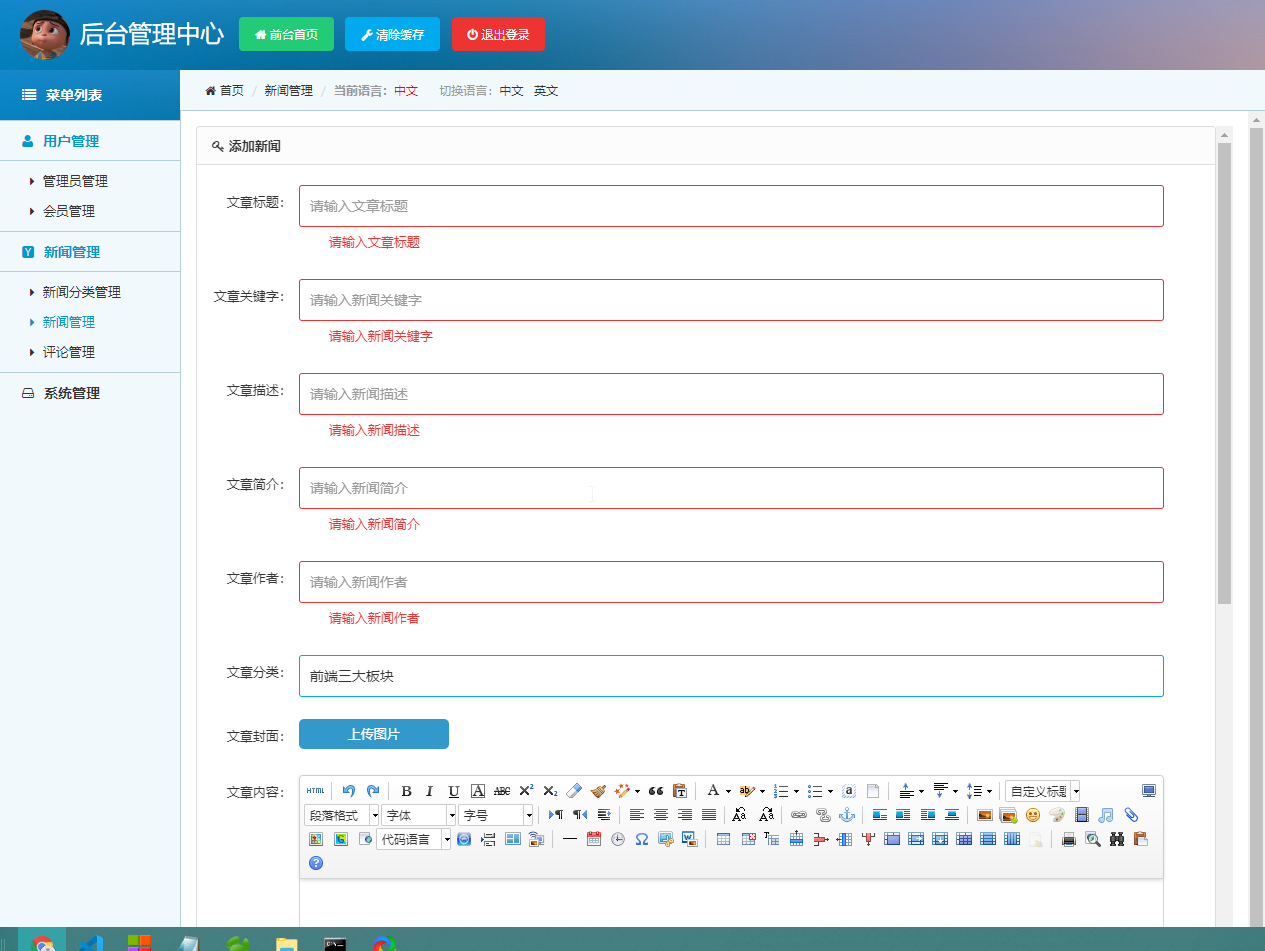 后台管理中心 前台首页 清除缓存 退出登录
菜单列表
首页 / 新闻管理 / 当前语言：中文 切换语言：中文 英文
用户管理
管理员管理
会员管理
新闻管理
新闻分类管理
新闻管理
评论管理
系统管理
添加新闻
文章标题： 请输入文章标题
请输入文章标题
文章关键字： 请输入新闻关键字
请输入新闻关键字
文章描述： 请输入新闻描述
请输入新闻描述
文章简介： 请输入新闻简介
请输入新闻简介
文章作者： 请输入新闻作者
请输入新闻作者
文章分类： 前端三大板块
文章封面： 上传图片
文章内容：
HTML B I U A ABC X² X₂ A ab a 自定义标题
段落格式 字体 字号
代码语言